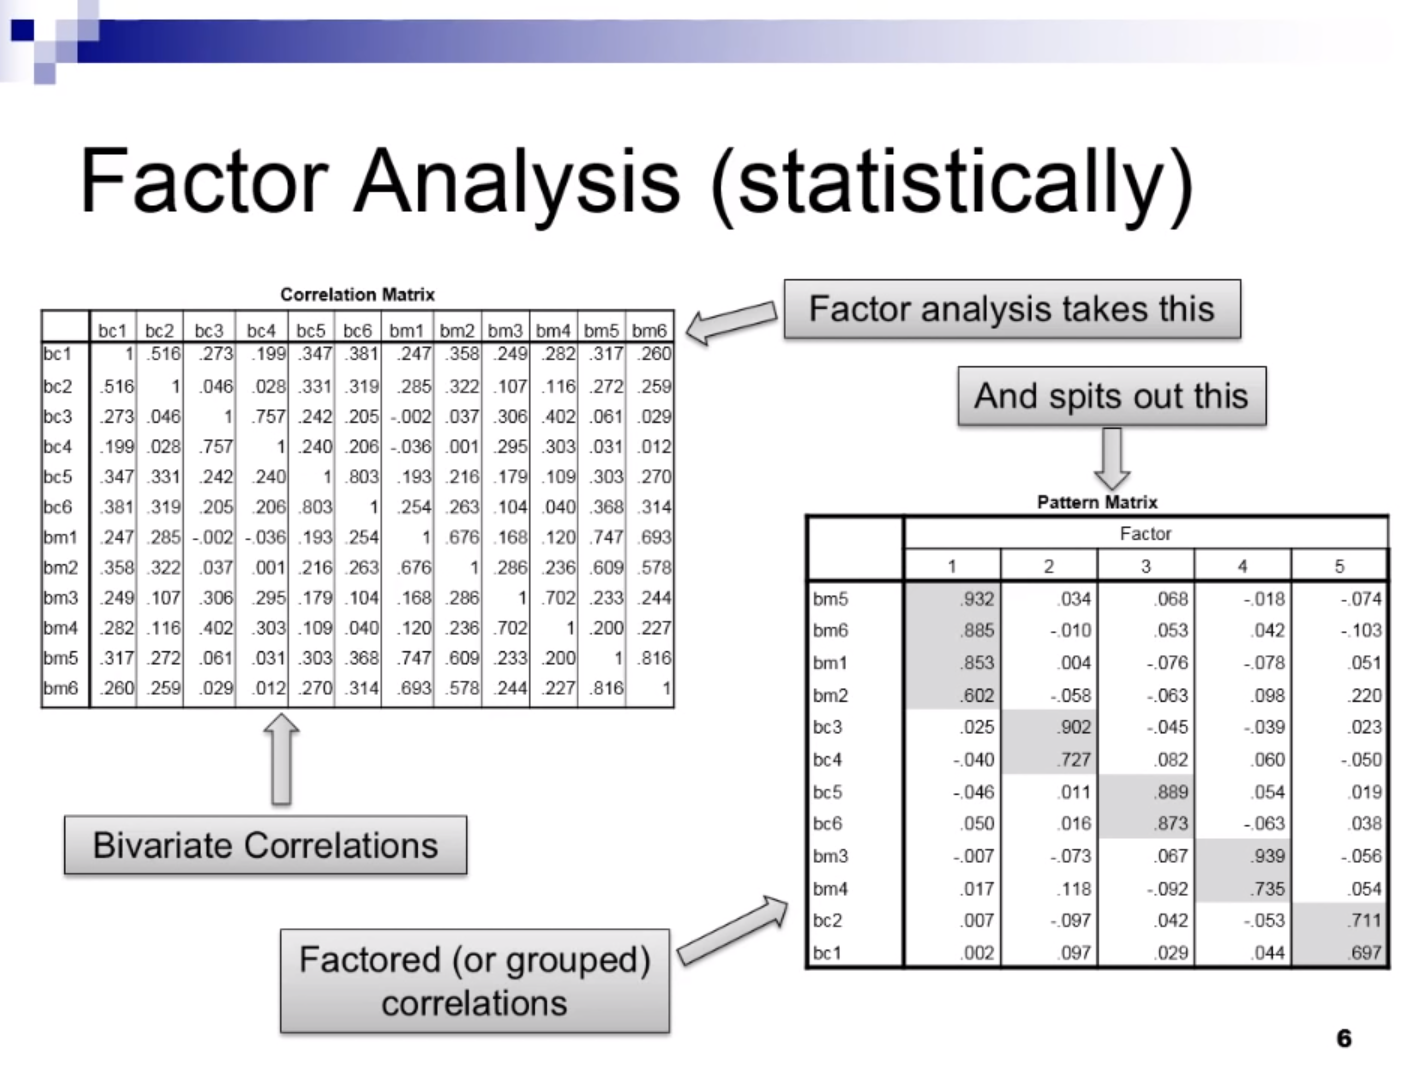 Factor Analysis (statistically)
Correlation Matrix
bc1 bc2 bc3 bc4 bc5 bc6 bm1 bm2 bm3 bm4 bm5 bm6
bc1 1 .516 .273 .199 .347 .381 .247 .358 .249 .282 .317 .260
bc2 .516 1 .046 .028 .331 .319 .285 .322 .107 .116 .272 .259
bc3 .273 .046 1 .757 .242 .205 -.002 .037 .306 .402 .061 .029
bc4 .199 .028 .757 1 .240 .206 -.036 .001 .295 .303 .031 .012
bc5 .347 .331 .242 .240 1 .803 .193 .216 .179 .109 .303 .270
bc6 .381 .319 .205 .206 .803 1 .254 .263 .104 .040 .368 .314
bm1 .247 .285 -.002 -.036 .193 .254 1 .676 .168 .120 .747 .693
bm2 .358 .322 .037 .001 .216 .263 .676 1 .286 .236 .609 .578
bm3 .249 .107 .306 .295 .179 .104 .168 .286 1 .702 .233 .244
bm4 .282 .116 .402 .303 .109 .040 .120 .236 .702 1 .200 .227
bm5 .317 .272 .061 .031 .303 .368 .747 .609 .233 .200 1 .816
bm6 .260 .259 .029 .012 .270 .314 .693 .578 .244 .227 .816 1
Bivariate Correlations
Factor analysis takes this
And spits out this
Pattern Matrix
Factor
1 2 3 4 5
bm5 .932 .034 .068 -.018 -.074
bm6 .885 -.010 .053 .042 -.103
bm1 .853 .004 -.076 -.078 .051
bm2 .602 -.058 -.063 .098 .220
bc3 .025 .902 -.045 -.039 .023
bc4 -.040 .727 .082 .060 -.050
bc5 -.046 .011 .889 .054 .019
bc6 .050 .016 .873 -.063 .038
bm3 -.007 -.073 .067 .939 -.056
bm4 .017 .118 -.092 .735 .054
bc2 .007 -.097 .042 -.053 .711
bc1 .002 .097 .029 .044 .697
Factored (or grouped)
correlations
6